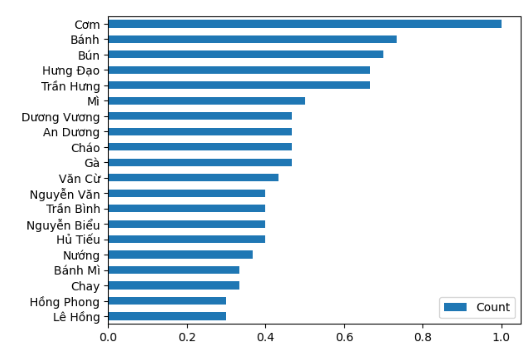 Cơm
Bánh
Bún
Hưng Đạo
Trần Hưng
Mì
Dương Vương
An Dương
Cháo
Gà
Văn Cừ
Nguyễn Văn
Trần Bình
Nguyễn Biểu
Hủ Tiếu
Nướng
Bánh Mì
Chay
Hồng Phong
Lê Hồng
Count
0.0 0.2 0.4 0.6 0.8 1.0